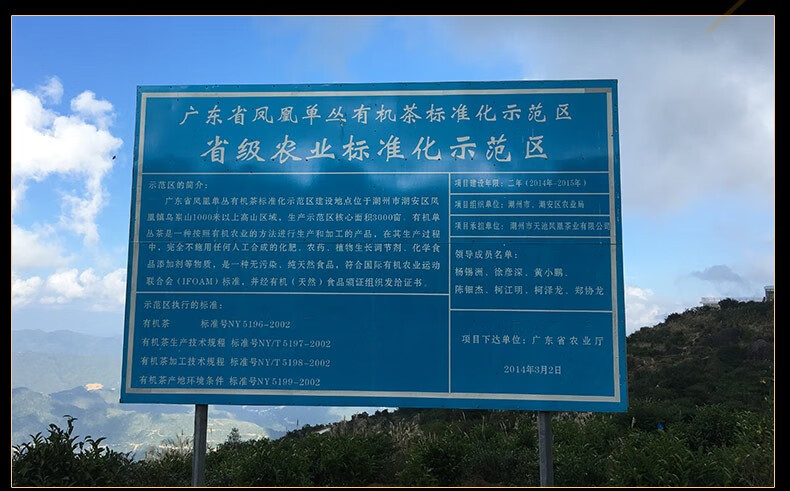 广东省凤凰单丛有机茶标准化示范区
省级农业标准化示范区
示范区的简介：
广东省凤凰单丛有机茶标准化示范区建设地点位于潮州市潮安区凤
凰镇乌岽山1000米以上高山区域，生产示范区核心面积3000亩。有机单
丛茶是一种按照有机农业的方法进行生产和加工的产品，在其生产过程
中，完全不施用任何人工合成的化肥、农药、植物生长调节剂、化学食
品添加剂等物质，是一种无污染、纯天然食品，符合国际有机农业运动
联合会（IFOAM）标准，并经有机（天然）食品颁证组织发给证书。
示范区执行的标准：
有机茶 标准号NY 5196-2002
有机茶生产技术规程 标准号NY/T 5197-2002
有机茶加工技术规程 标准号NY/T 5198-2002
有机茶产地环境条件 标准号NY 5199-2002
项目建设年限：二年（2014年-2015年）
项目组织单位：潮州市、潮安区农业局
项目承担单位：潮州市天池凤凰茶业有限公司
领导成员名单：
杨锡洲、徐彦深、黄小鹏、
陈钿杰、柯江明、柯泽龙、郑协龙
项目下达单位：广东省农业厅
2014年3月2日